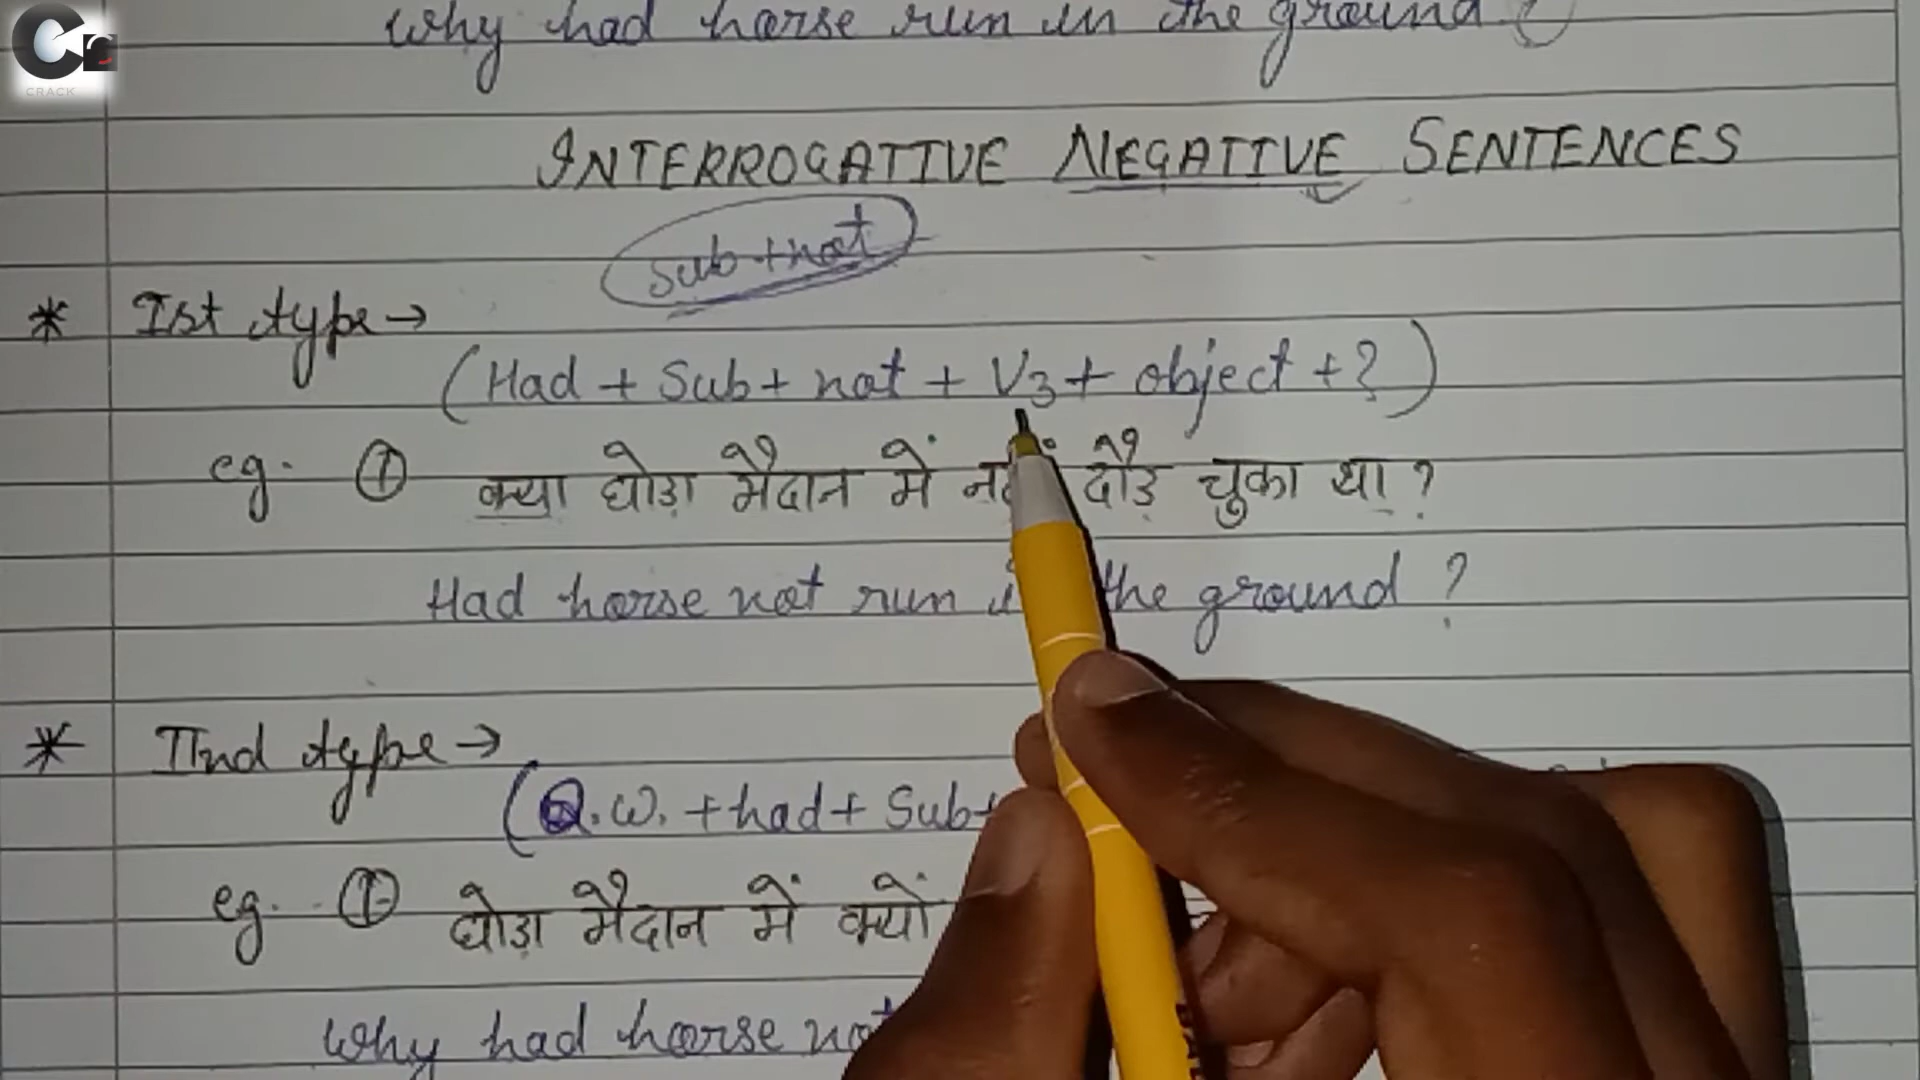 CRACK
Why had horse run in the ground ?
INTERROGATIVE NEGATIVE SENTENCES
Sub + not
* Ist type →
(Had + Sub + not + V3 + object + ?)
eg. ① क्या घोड़ा मैदान में दौड़ चुका था ?
Had horse not run the ground ?
* IInd type →
(Q.W. + had + Sub +
eg. ① घोड़ा मैदान में क्यों
Why had horse